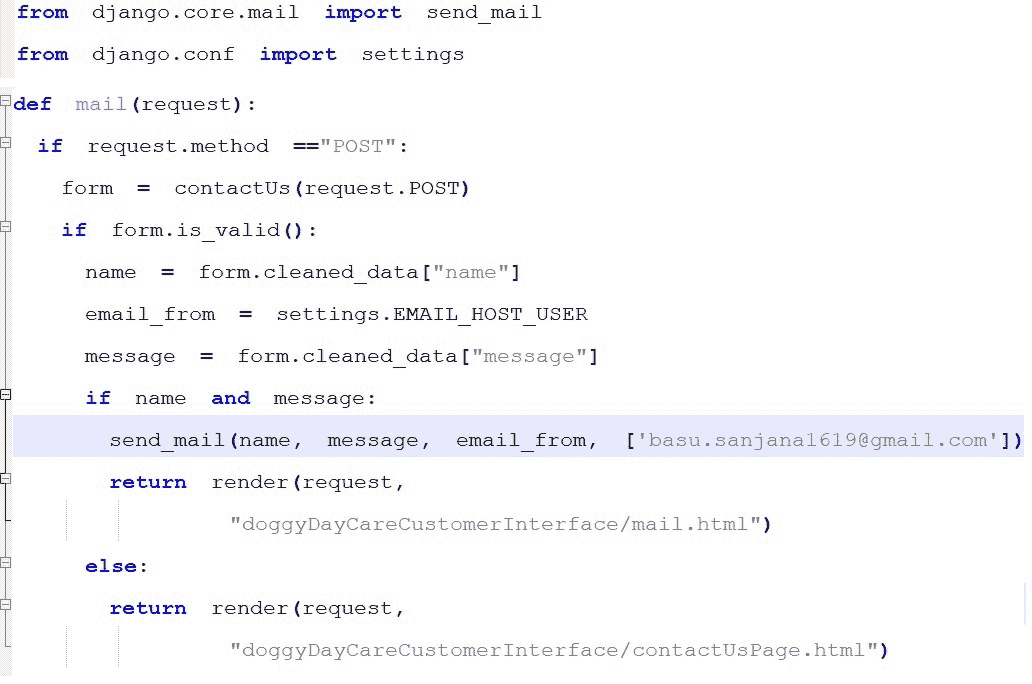 from django.core.mail import send_mail
from django.conf import settings
def mail(request):
if request.method =="POST":
form = contactUs(request.POST)
if form.is_valid():
name = form.cleaned_data["name"]
email_from = settings.EMAIL_HOST_USER
message = form.cleaned_data["message"]
if name and message:
send_mail(name, message, email_from, ['basu.sanjana1619@gmail.com'])
return render(request,
"doggyDayCareCustomerInterface/mail.html")
else:
return render(request,
"doggyDayCareCustomerInterface/contactUsPage.html")